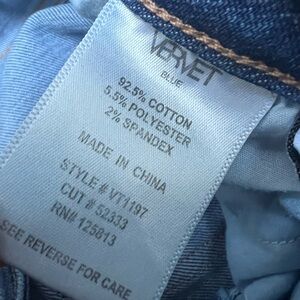 VERVET
BLUE
92.5% COTTON
5.5% POLYESTER
2% SPANDEX
MADE IN CHINA
STYLE # VT1197
CUT # 52333
RN# 125813
SEE REVERSE FOR CARE